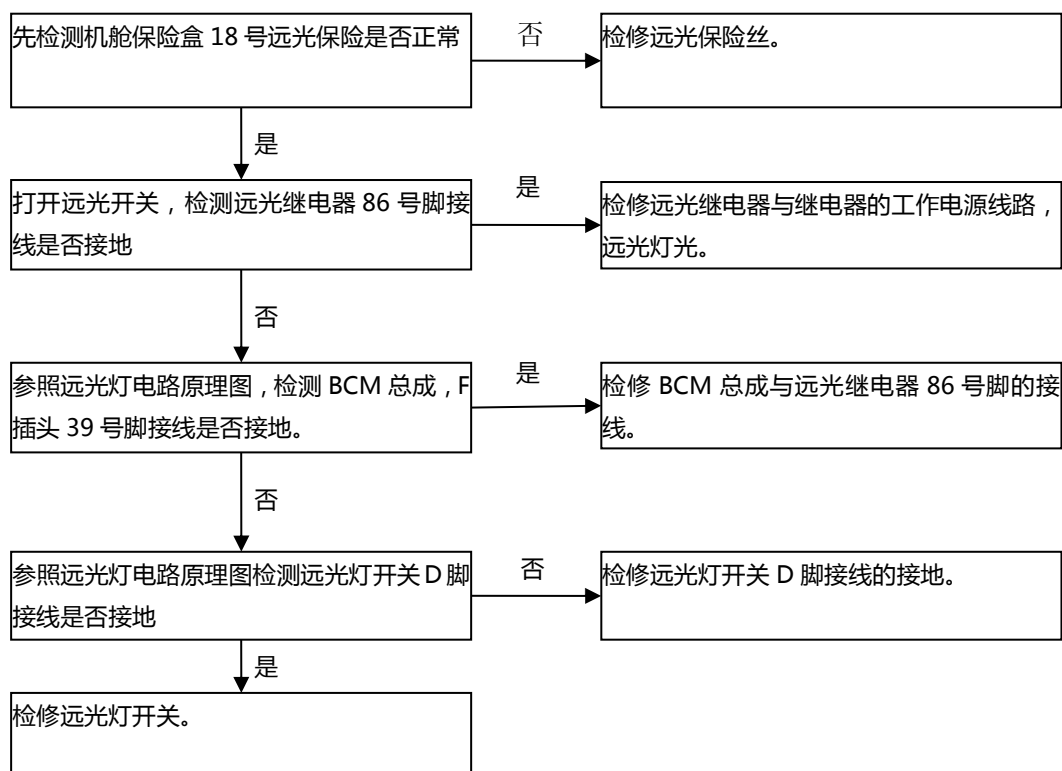 先检测机舱保险盒 18 号远光保险是否正常
否
检修远光保险丝。
是
打开远光开关，检测远光继电器 86 号脚接
线是否接地
是
检修远光继电器与继电器的工作电源线路，
远光灯光。
否
参照远光灯电路原理图，检测 BCM 总成，F
插头 39 号脚接线是否接地。
是
检修 BCM 总成与远光继电器 86 号脚的接
线。
否
参照远光灯电路原理图检测远光灯开关 D 脚
接线是否接地
否
检修远光灯开关 D 脚接线的接地。
是
检修远光灯开关。